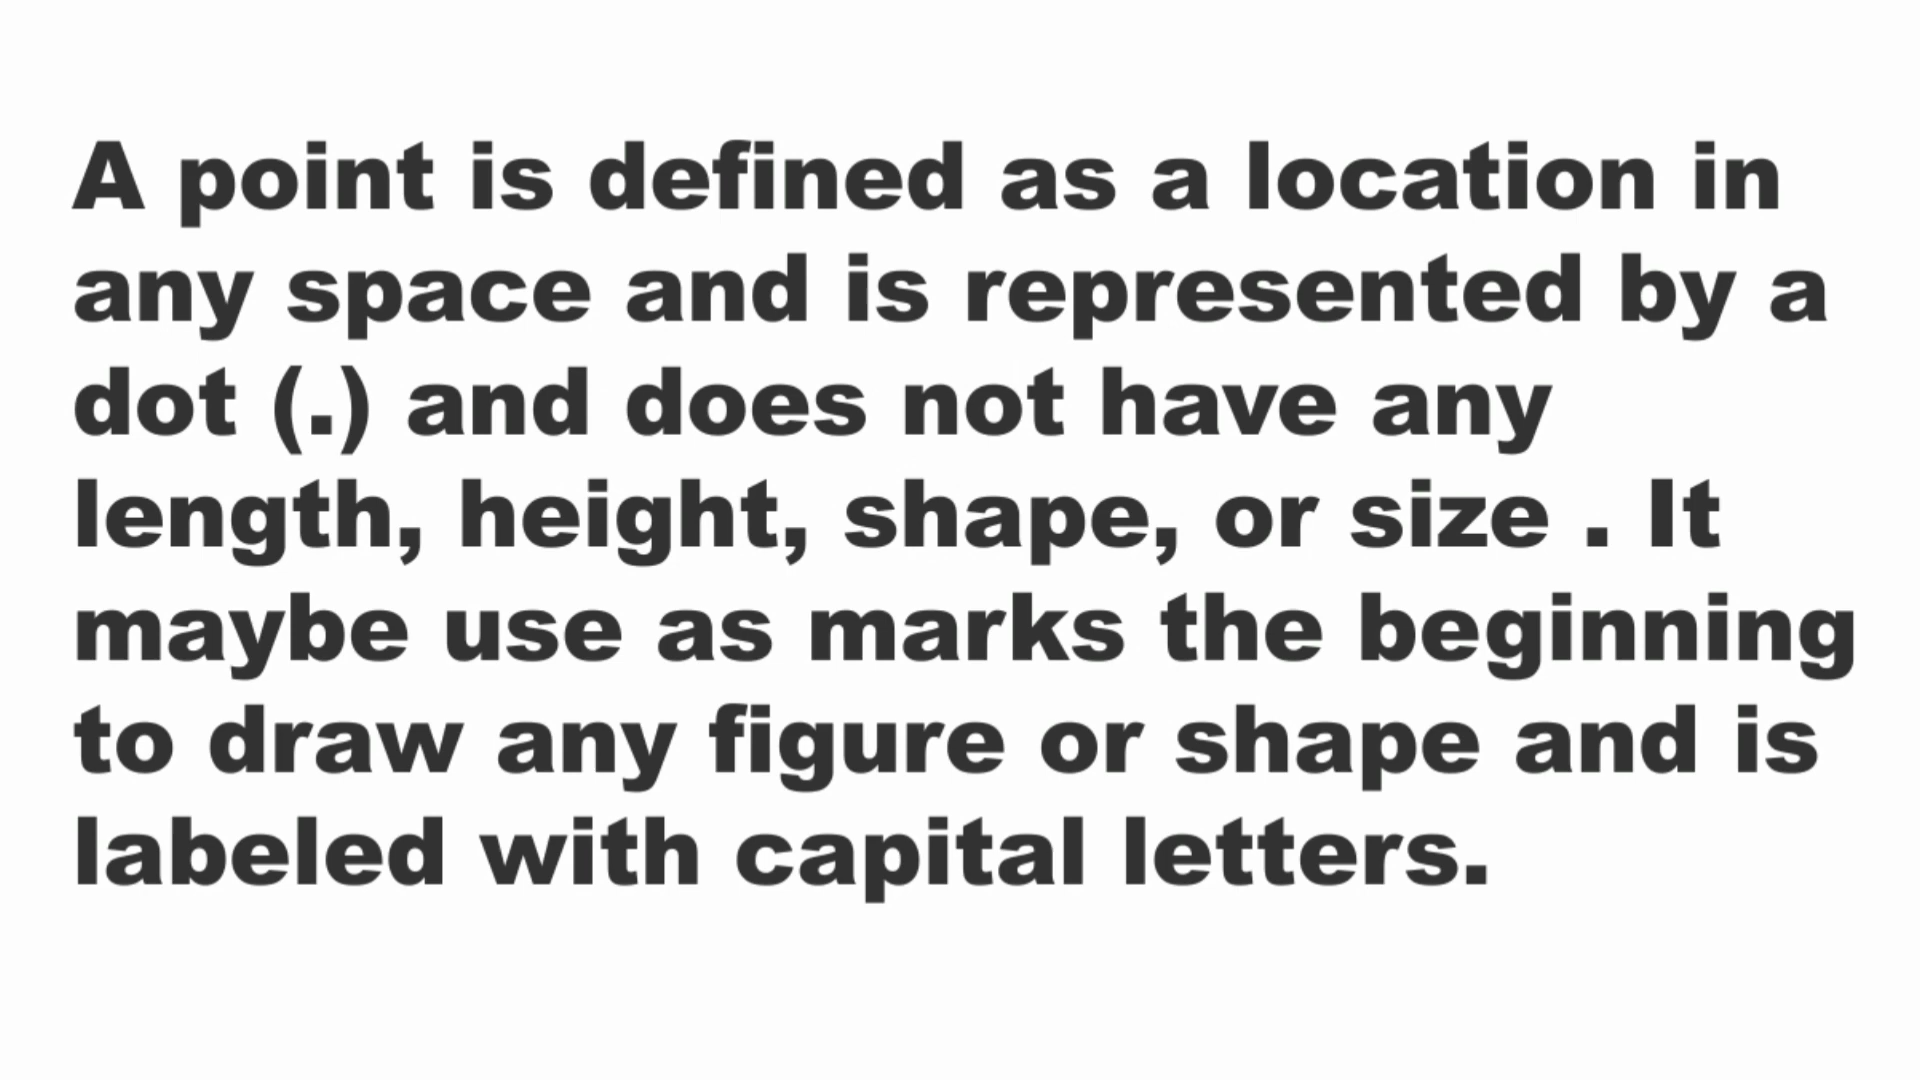 A point is defined as a location in
any space and is represented by a
dot (.) and does not have any
length, height, shape, or size . It
maybe use as marks the beginning
to draw any figure or shape and is
labeled with capital letters.